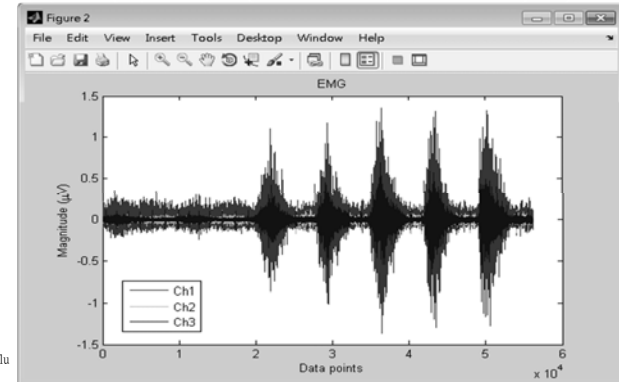 Figure 2
File Edit View Insert Tools Desktop Window Help
EMG
1.5
1
0.5
0
-0.5
-1
-1.5
Magnitude (μV)
Ch1
Ch2
Ch3
0 1 2 3 4 5 6
Data points
x 10^4
lu